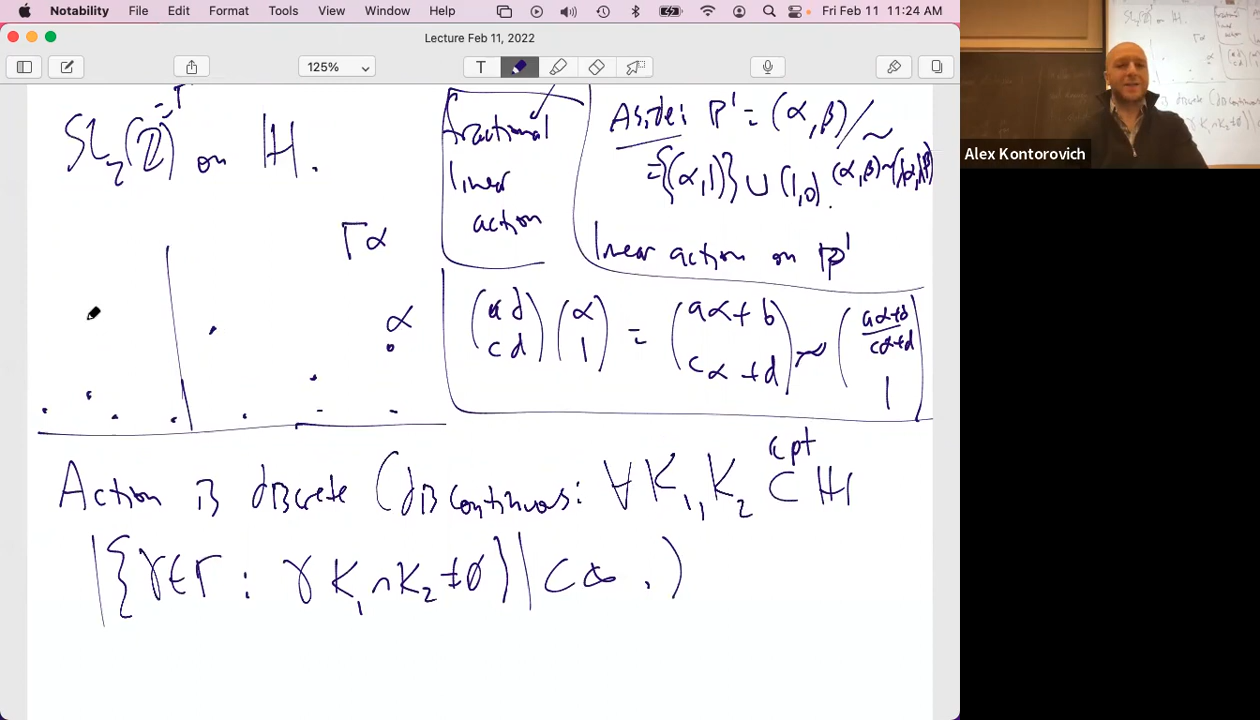 Notability File Edit Format View Tools Window Help Fri Feb 11 11:24 AM
Lecture Feb 11, 2022
125% T
SL₂(ℤ) = Γ on ℍ.
fractional
linear
action
Aside: ℙ¹ = (α, β)/~
= {(α,1)} ∪ (1,0). (α,β)~(λα,λβ)
linear action on ℙ¹
Γα
α
(a d / c d) (α / 1) = (aα+b / cα+d) ~ ((aα+b)/(cα+d) / 1)
Action is discrete (discontinuous: ∀ K₁, K₂ ⊂ ℍ
cpt
|{γ∈Γ : γK₁∩K₂≠∅}| < ∞.)
Alex Kontorovich